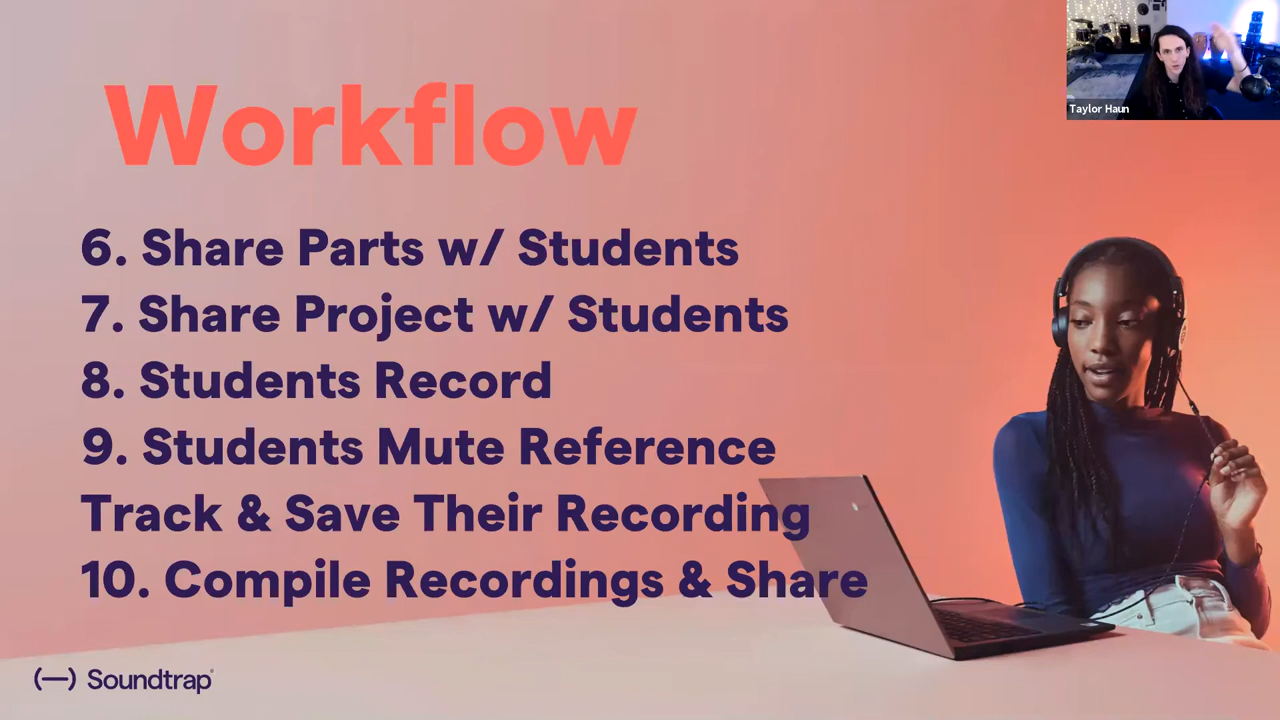 Taylor Haun
Workflow
6. Share Parts w/ Students
7. Share Project w/ Students
8. Students Record
9. Students Mute Reference
Track & Save Their Recording
10. Compile Recordings & Share
(—) Soundtrap